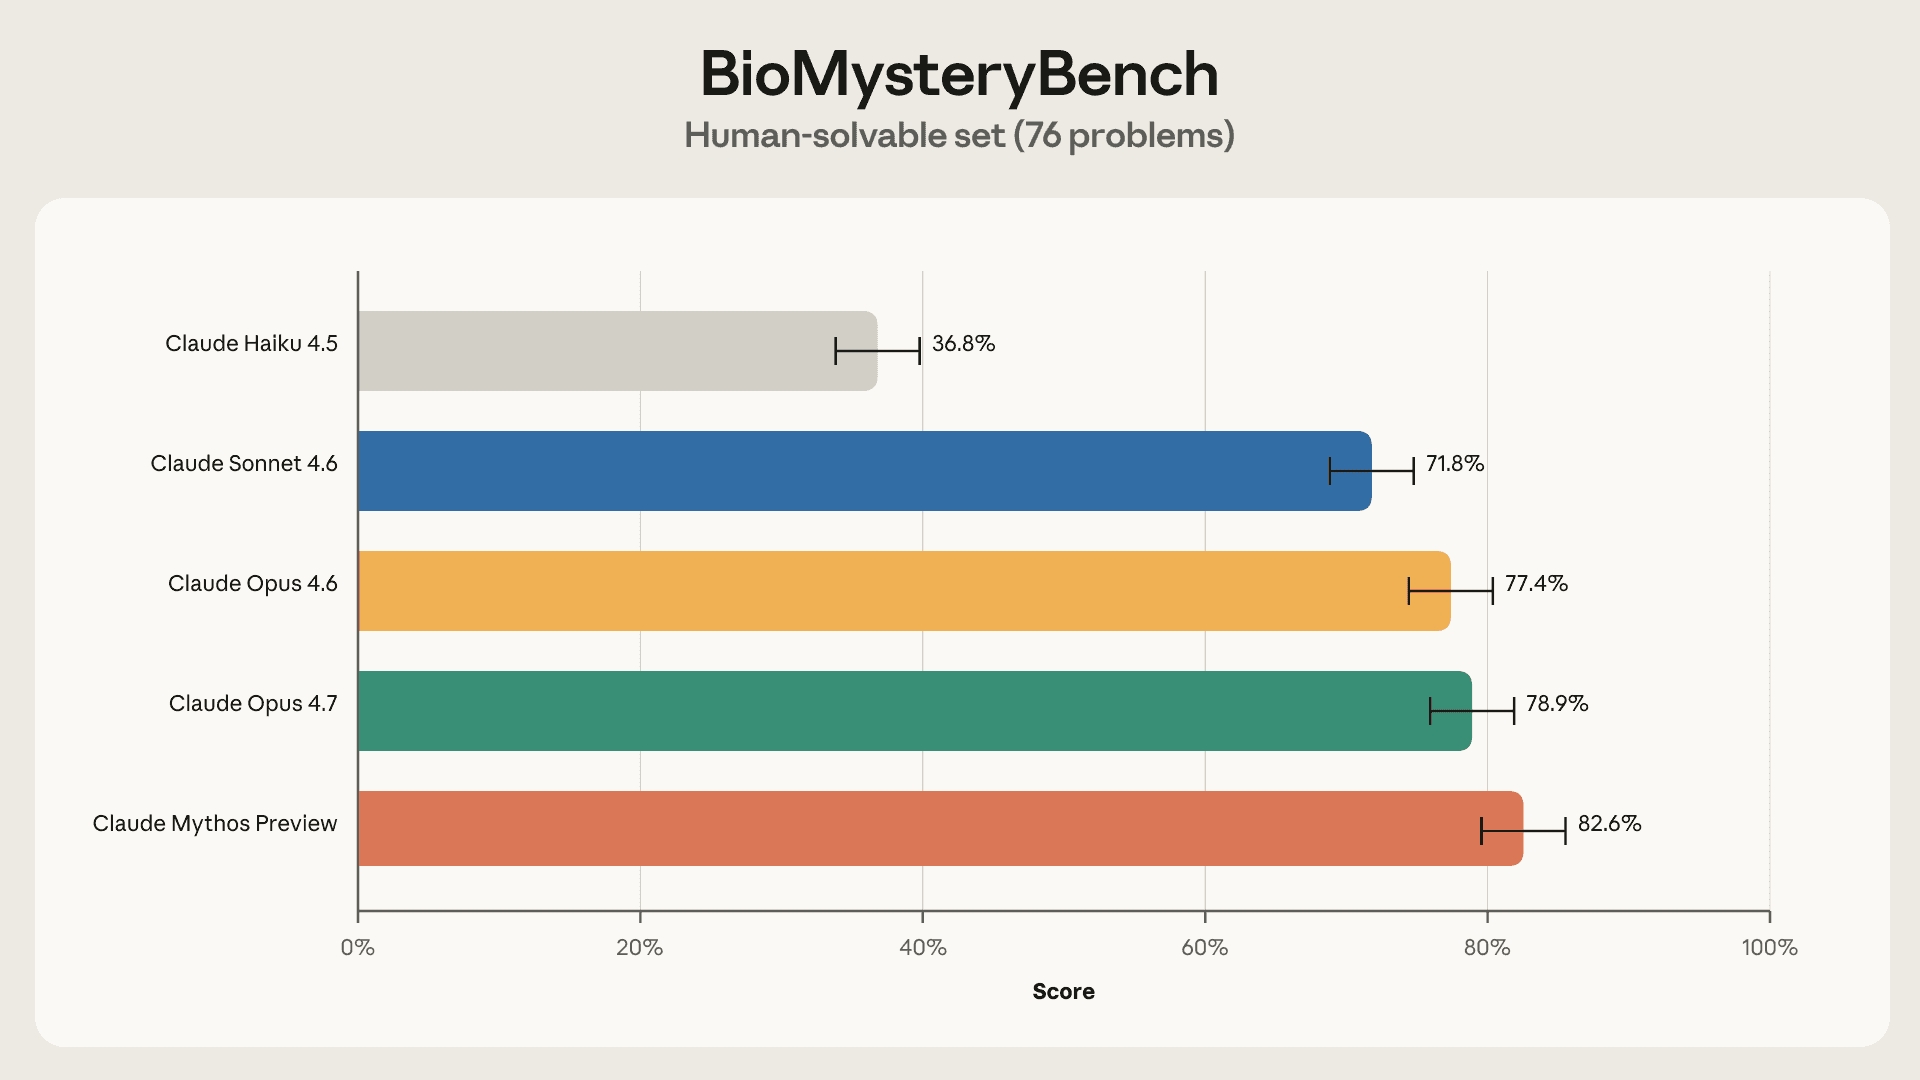 BioMysteryBench
Human-solvable set (76 problems)
Claude Haiku 4.5
36.8%
Claude Sonnet 4.6
71.8%
Claude Opus 4.6
77.4%
Claude Opus 4.7
78.9%
Claude Mythos Preview
82.6%
0%
20%
40%
60%
80%
100%
Score